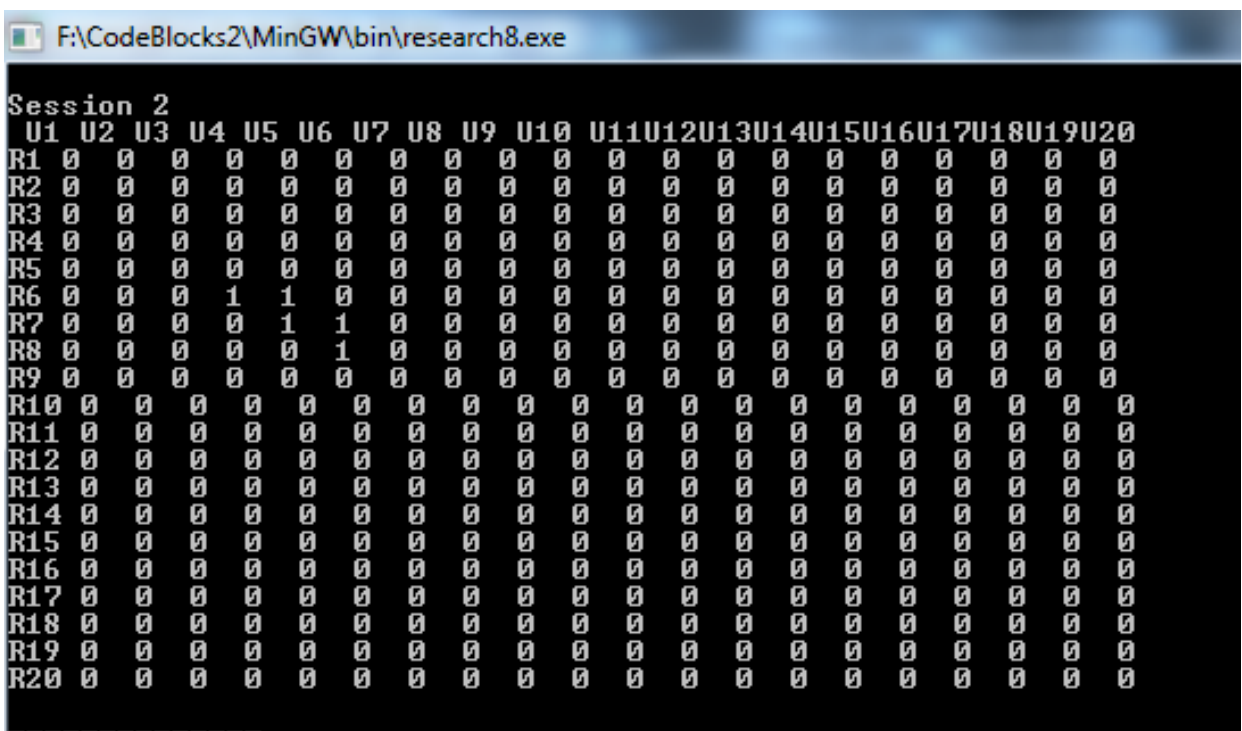 F:\CodeBlocks2\MinGW\bin\research8.exe
Session 2
U1 U2 U3 U4 U5 U6 U7 U8 U9 U10 U11U12U13U14U15U16U17U18U19U20
R1 0 0 0 0 0 0 0 0 0 0 0 0 0 0 0 0 0 0 0 0
R2 0 0 0 0 0 0 0 0 0 0 0 0 0 0 0 0 0 0 0 0
R3 0 0 0 0 0 0 0 0 0 0 0 0 0 0 0 0 0 0 0 0
R4 0 0 0 0 0 0 0 0 0 0 0 0 0 0 0 0 0 0 0 0
R5 0 0 0 0 0 0 0 0 0 0 0 0 0 0 0 0 0 0 0 0
R6 0 0 0 1 1 0 0 0 0 0 0 0 0 0 0 0 0 0 0 0
R7 0 0 0 0 1 1 0 0 0 0 0 0 0 0 0 0 0 0 0 0
R8 0 0 0 0 0 1 0 0 0 0 0 0 0 0 0 0 0 0 0 0
R9 0 0 0 0 0 0 0 0 0 0 0 0 0 0 0 0 0 0 0 0
R10 0 0 0 0 0 0 0 0 0 0 0 0 0 0 0 0 0 0 0 0
R11 0 0 0 0 0 0 0 0 0 0 0 0 0 0 0 0 0 0 0 0
R12 0 0 0 0 0 0 0 0 0 0 0 0 0 0 0 0 0 0 0 0
R13 0 0 0 0 0 0 0 0 0 0 0 0 0 0 0 0 0 0 0 0
R14 0 0 0 0 0 0 0 0 0 0 0 0 0 0 0 0 0 0 0 0
R15 0 0 0 0 0 0 0 0 0 0 0 0 0 0 0 0 0 0 0 0
R16 0 0 0 0 0 0 0 0 0 0 0 0 0 0 0 0 0 0 0 0
R17 0 0 0 0 0 0 0 0 0 0 0 0 0 0 0 0 0 0 0 0
R18 0 0 0 0 0 0 0 0 0 0 0 0 0 0 0 0 0 0 0 0
R19 0 0 0 0 0 0 0 0 0 0 0 0 0 0 0 0 0 0 0 0
R20 0 0 0 0 0 0 0 0 0 0 0 0 0 0 0 0 0 0 0 0